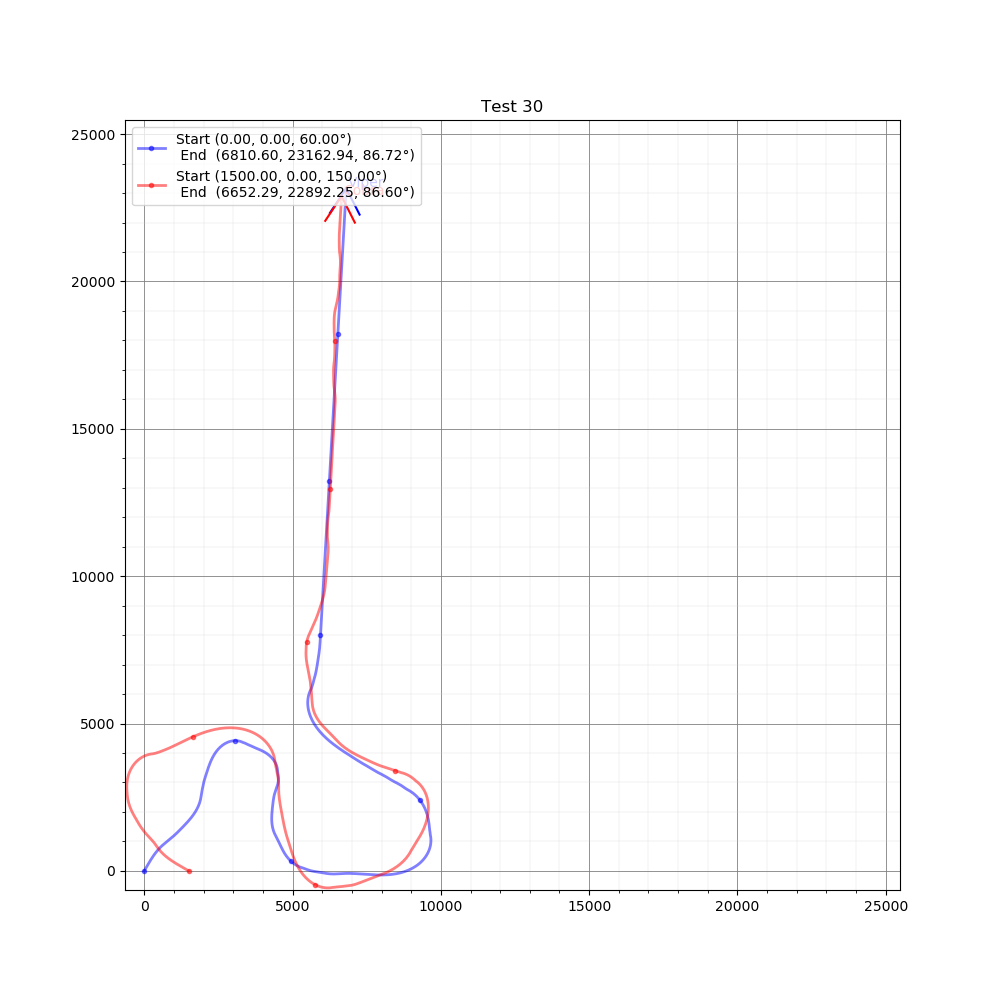 Test 30
Start (0.00, 0.00, 60.00°)
End (6810.60, 23162.94, 86.72°)
Start (1500.00, 0.00, 150.00°)
End (6652.29, 22892.25, 86.60°)
25000
20000
15000
10000
5000
0
0 5000 10000 15000 20000 25000